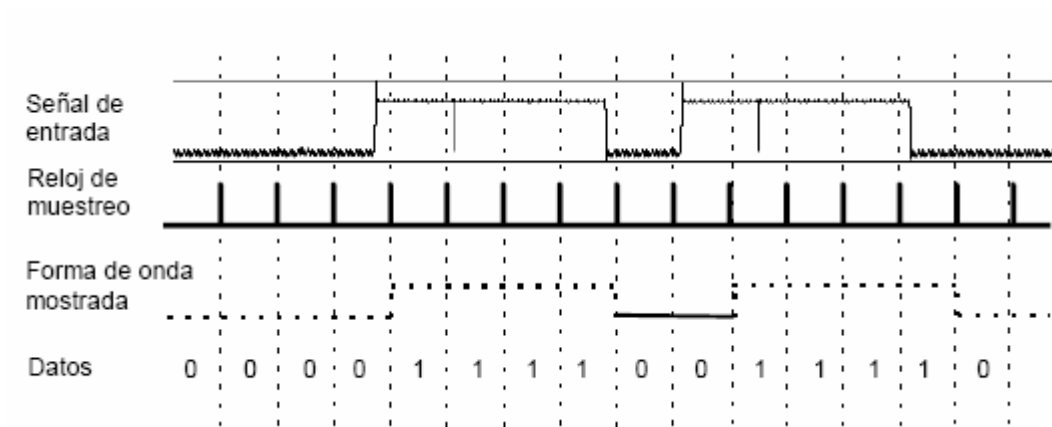 Señal de
entrada
Reloj de
muestreo
Forma de onda
mostrada
Datos 0 0 0 0 1 1 1 1 0 0 1 1 1 1 0